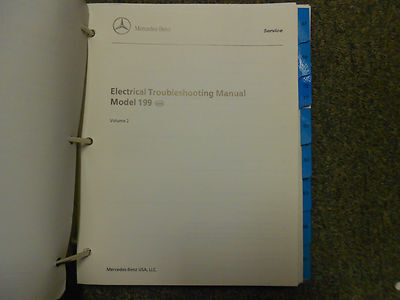 Mercedes-Benz
Service
Electrical Troubleshooting Manual
Model 199
Volume 2
Mercedes-Benz USA, LLC